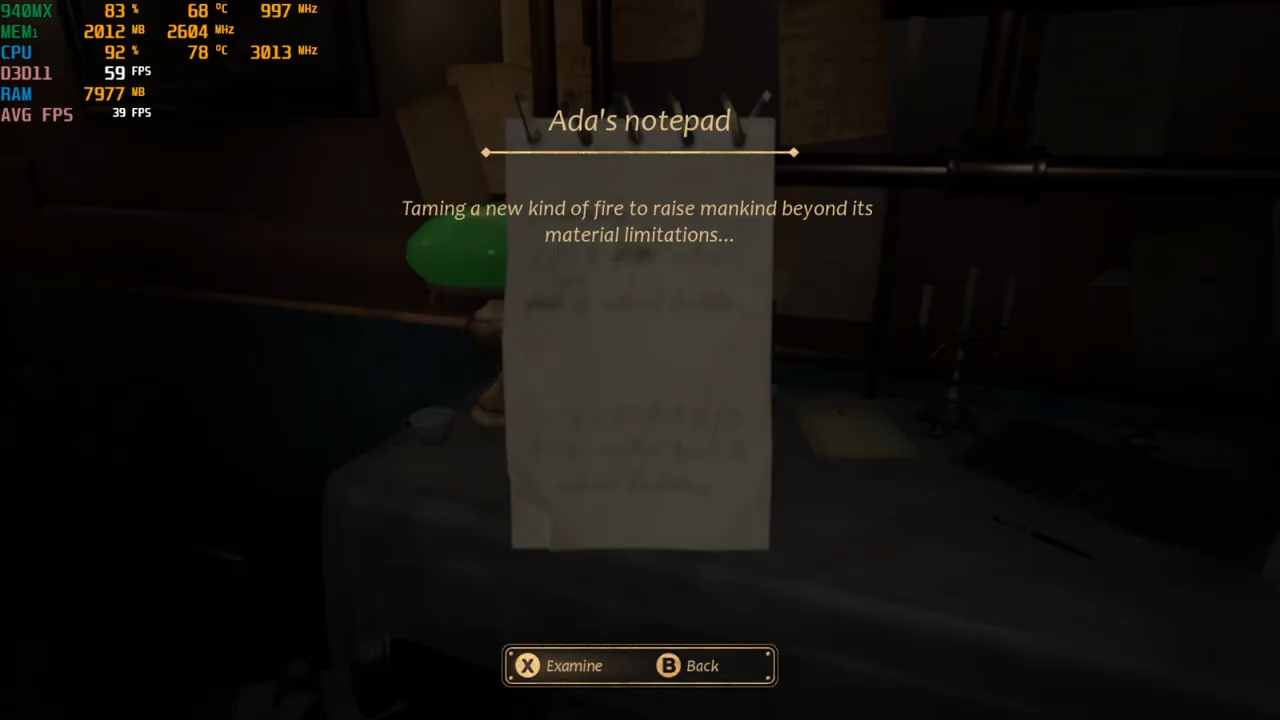 940MX 83 % 68 °C 997 MHz
MEM1 2012 MB 2604 MHz
CPU 92 % 78 °C 3013 MHz
D3D11 59 FPS
RAM 7977 MB
AVG FPS 39 FPS
Ada's notepad
Taming a new kind of fire to raise mankind beyond its
material limitations...
X Examine B Back